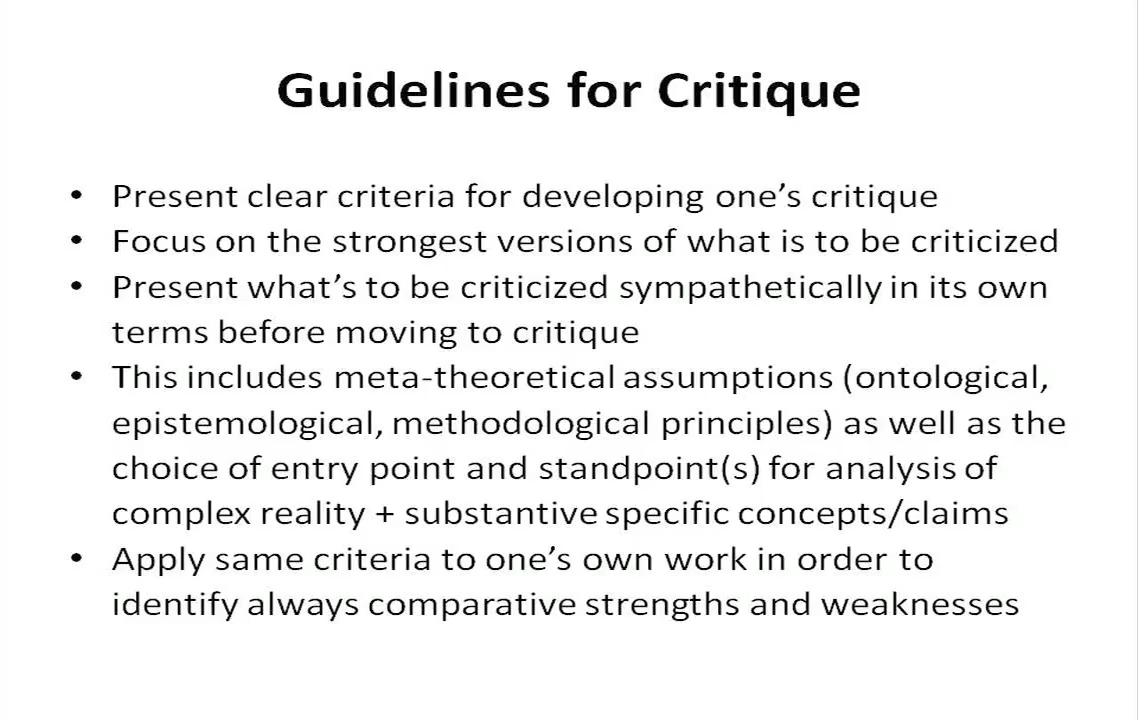 Guidelines for Critique
• Present clear criteria for developing one’s critique
• Focus on the strongest versions of what is to be criticized
• Present what’s to be criticized sympathetically in its own
terms before moving to critique
• This includes meta-theoretical assumptions (ontological,
epistemological, methodological principles) as well as the
choice of entry point and standpoint(s) for analysis of
complex reality + substantive specific concepts/claims
• Apply same criteria to one’s own work in order to
identify always comparative strengths and weaknesses